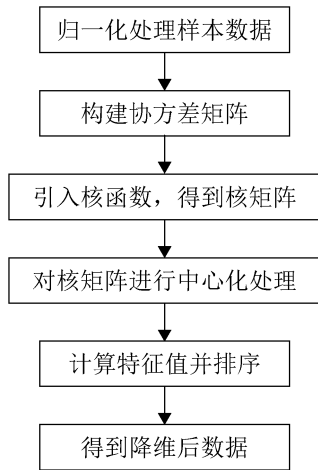 归一化处理样本数据
构建协方差矩阵
引入核函数，得到核矩阵
对核矩阵进行中心化处理
计算特征值并排序
得到降维后数据